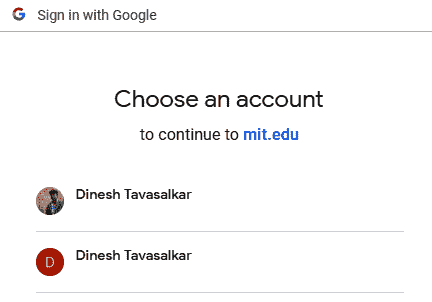 Sign in with Google
Choose an account
to continue to mit.edu
Dinesh Tavasalkar
D
Dinesh Tavasalkar